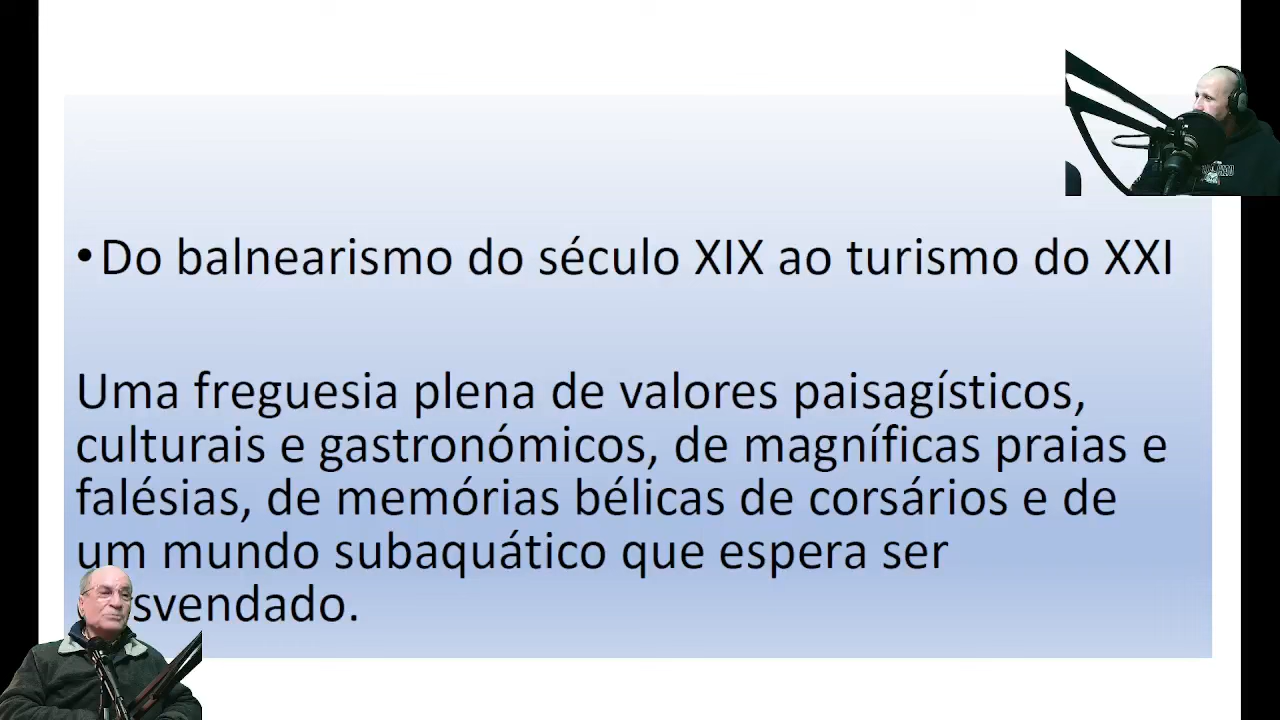 • Do balnearismo do século XIX ao turismo do XXI
Uma freguesia plena de valores paisagísticos,
culturais e gastronómicos, de magníficas praias e
falésias, de memórias bélicas de corsários e de
um mundo subaquático que espera ser
svendado.